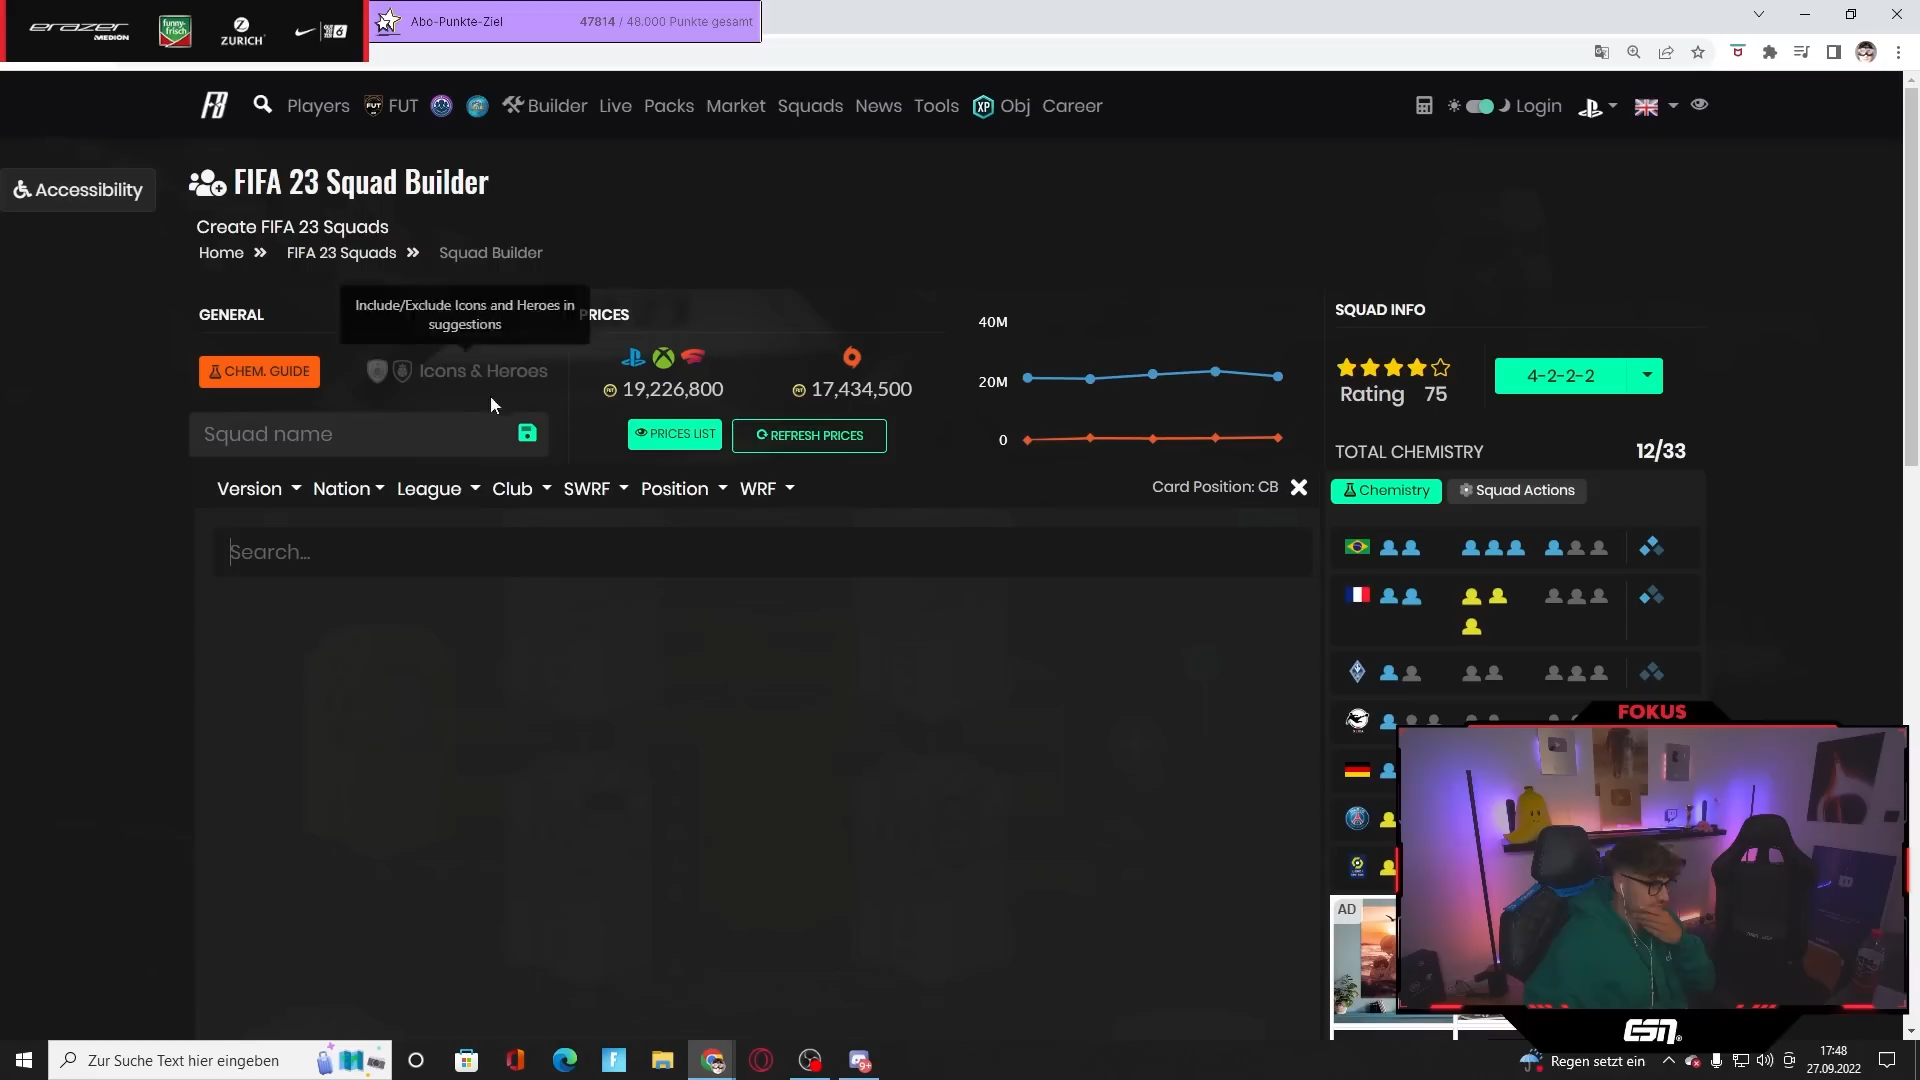 erazer
MEDION
funny-frisch
ZURICH
Abo-Punkte-Ziel 47814 / 48.000 Punkte gesamt
Players FUT Builder Live Packs Market Squads News Tools XP Obj Career Login
Accessibility
FIFA 23 Squad Builder
Create FIFA 23 Squads
Home » FIFA 23 Squads » Squad Builder
Include/Exclude Icons and Heroes in
suggestions
GENERAL
PRICES
CHEM. GUIDE
Icons & Heroes
19,226,800
17,434,500
Squad name
PRICES LIST
REFRESH PRICES
40M
20M
0
SQUAD INFO
Rating 75
4-2-2-2
TOTAL CHEMISTRY 12/33
Chemistry
Squad Actions
Version Nation League Club SWRF Position WRF
Card Position: CB
Search...
FOKUS
AD
ESN
Zur Suche Text hier eingeben
Regen setzt ein
17:48
27.09.2022